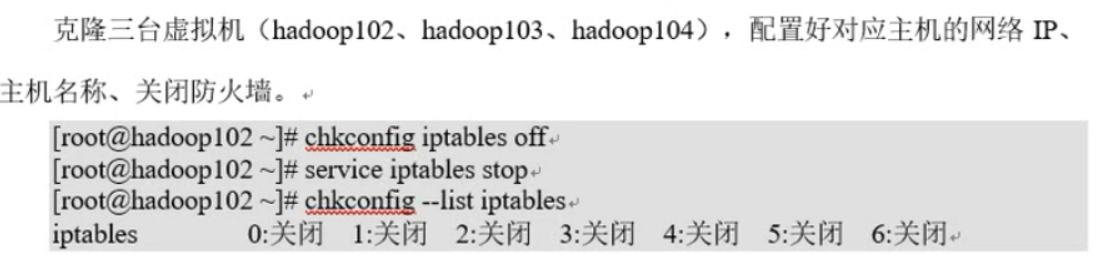 克隆三台虚拟机（hadoop102、hadoop103、hadoop104），配置好对应主机的网络 IP、
主机名称、关闭防火墙。
[root@hadoop102 ~]# chkconfig iptables off
[root@hadoop102 ~]# service iptables stop
[root@hadoop102 ~]# chkconfig --list iptables
iptables 0:关闭 1:关闭 2:关闭 3:关闭 4:关闭 5:关闭 6:关闭